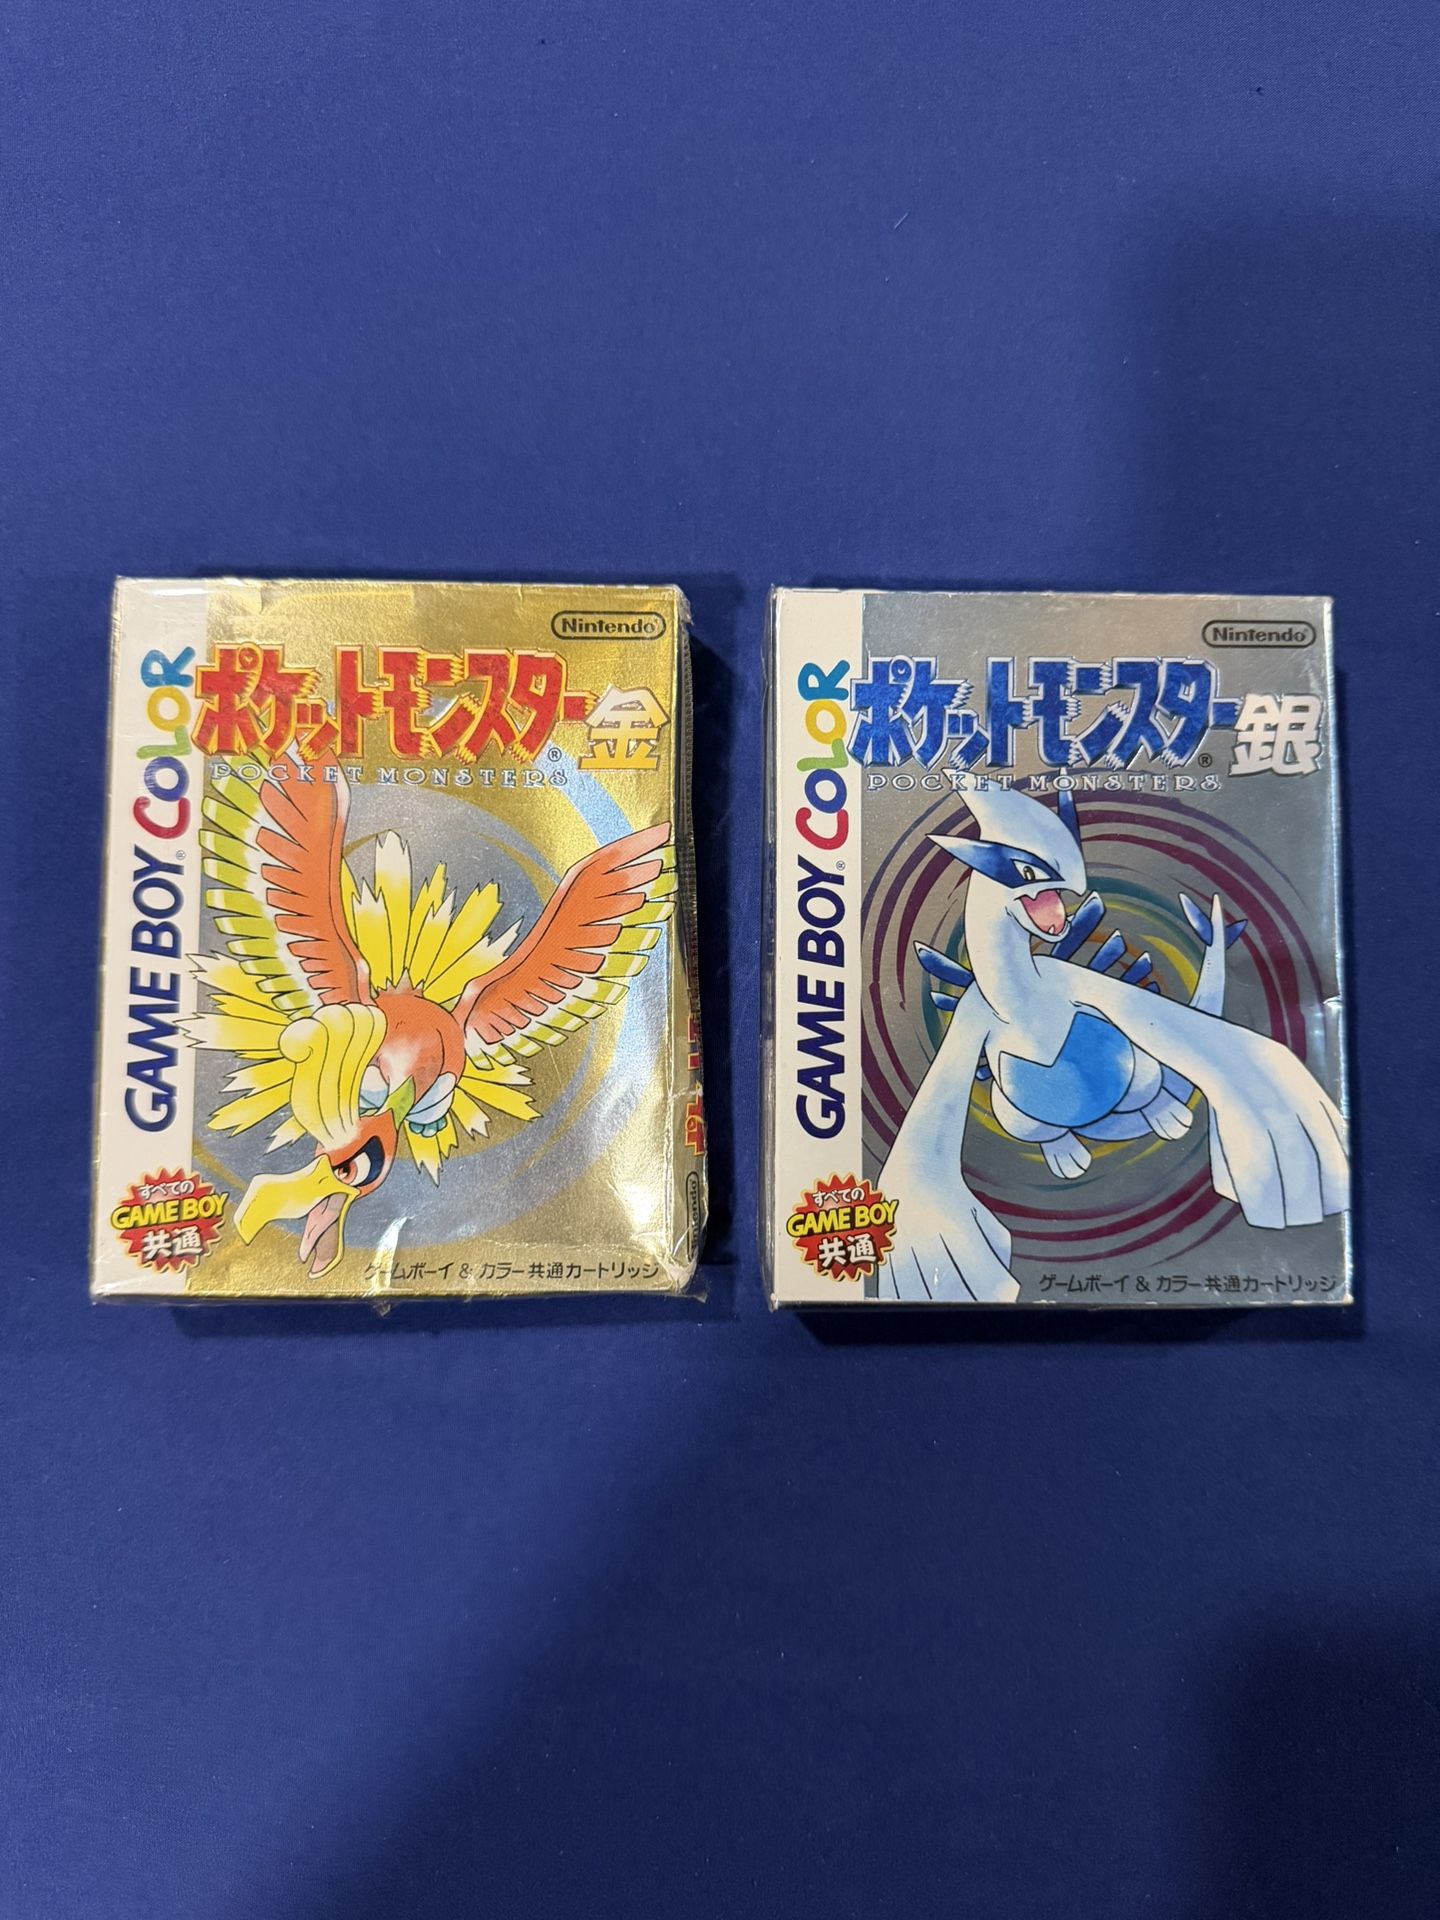 Nintendo
ポケットモンスター金
POCKET MONSTERS
GAME BOY COLOR
すべての
GAME BOY
共通
ゲームボーイ & カラー共通カートリッジ
Nintendo
Nintendo
ポケットモンスター銀
POCKET MONSTERS
GAME BOY COLOR
すべての
GAME BOY
共通
ゲームボーイ & カラー共通カートリッジ